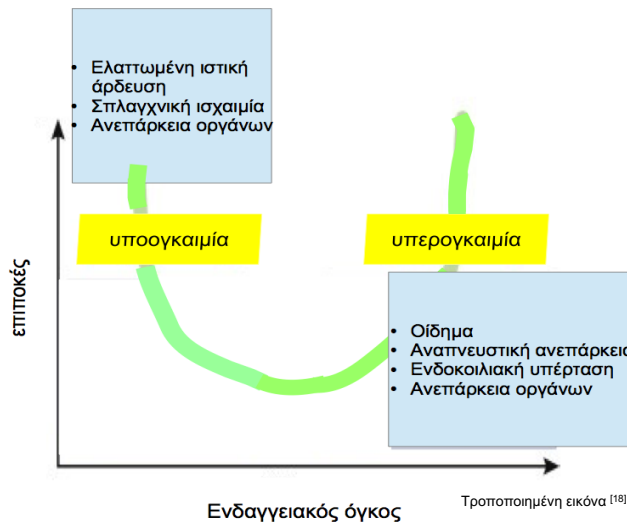 • Ελαττωμένη ιστική
άρδευση
• Σπλαγχνική ισχαιμία
• Ανεπάρκεια οργάνων
υποογκαιμία
υπερογκαιμία
επιποκές
• Οίδημα
• Αναπνευστική ανεπάρκεια
• Ενδοκοιλιακή υπέρταση
• Ανεπάρκεια οργάνων
Ενδαγγειακός όγκος
Τροποποιημένη εικόνα [18]